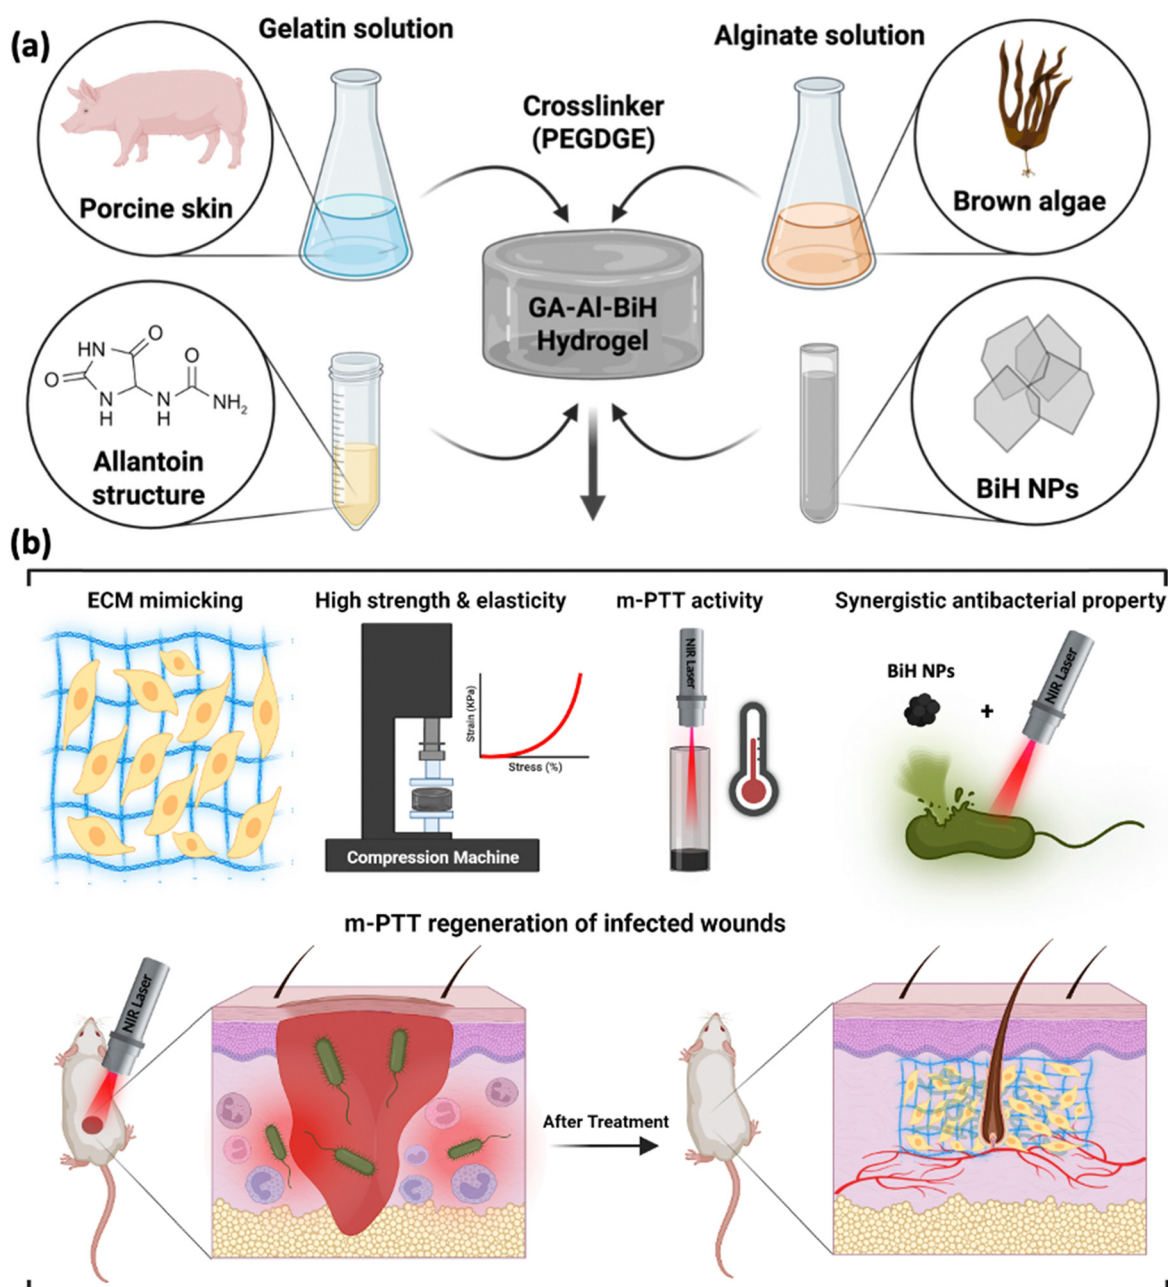 (a)
Gelatin solution
Alginate solution
Crosslinker
(PEGDGE)
Porcine skin
Brown algae
GA-Al-BiH
Hydrogel
HN
O
O
O
N
H
N
H
NH2
Allantoin
structure
BiH NPs
(b)
ECM mimicking
High strength & elasticity
m-PTT activity
Synergistic antibacterial property
Strain (KPa)
Stress (%)
Compression Machine
NIR Laser
BiH NPs
+
NIR Laser
m-PTT regeneration of infected wounds
NIR Laser
After Treatment